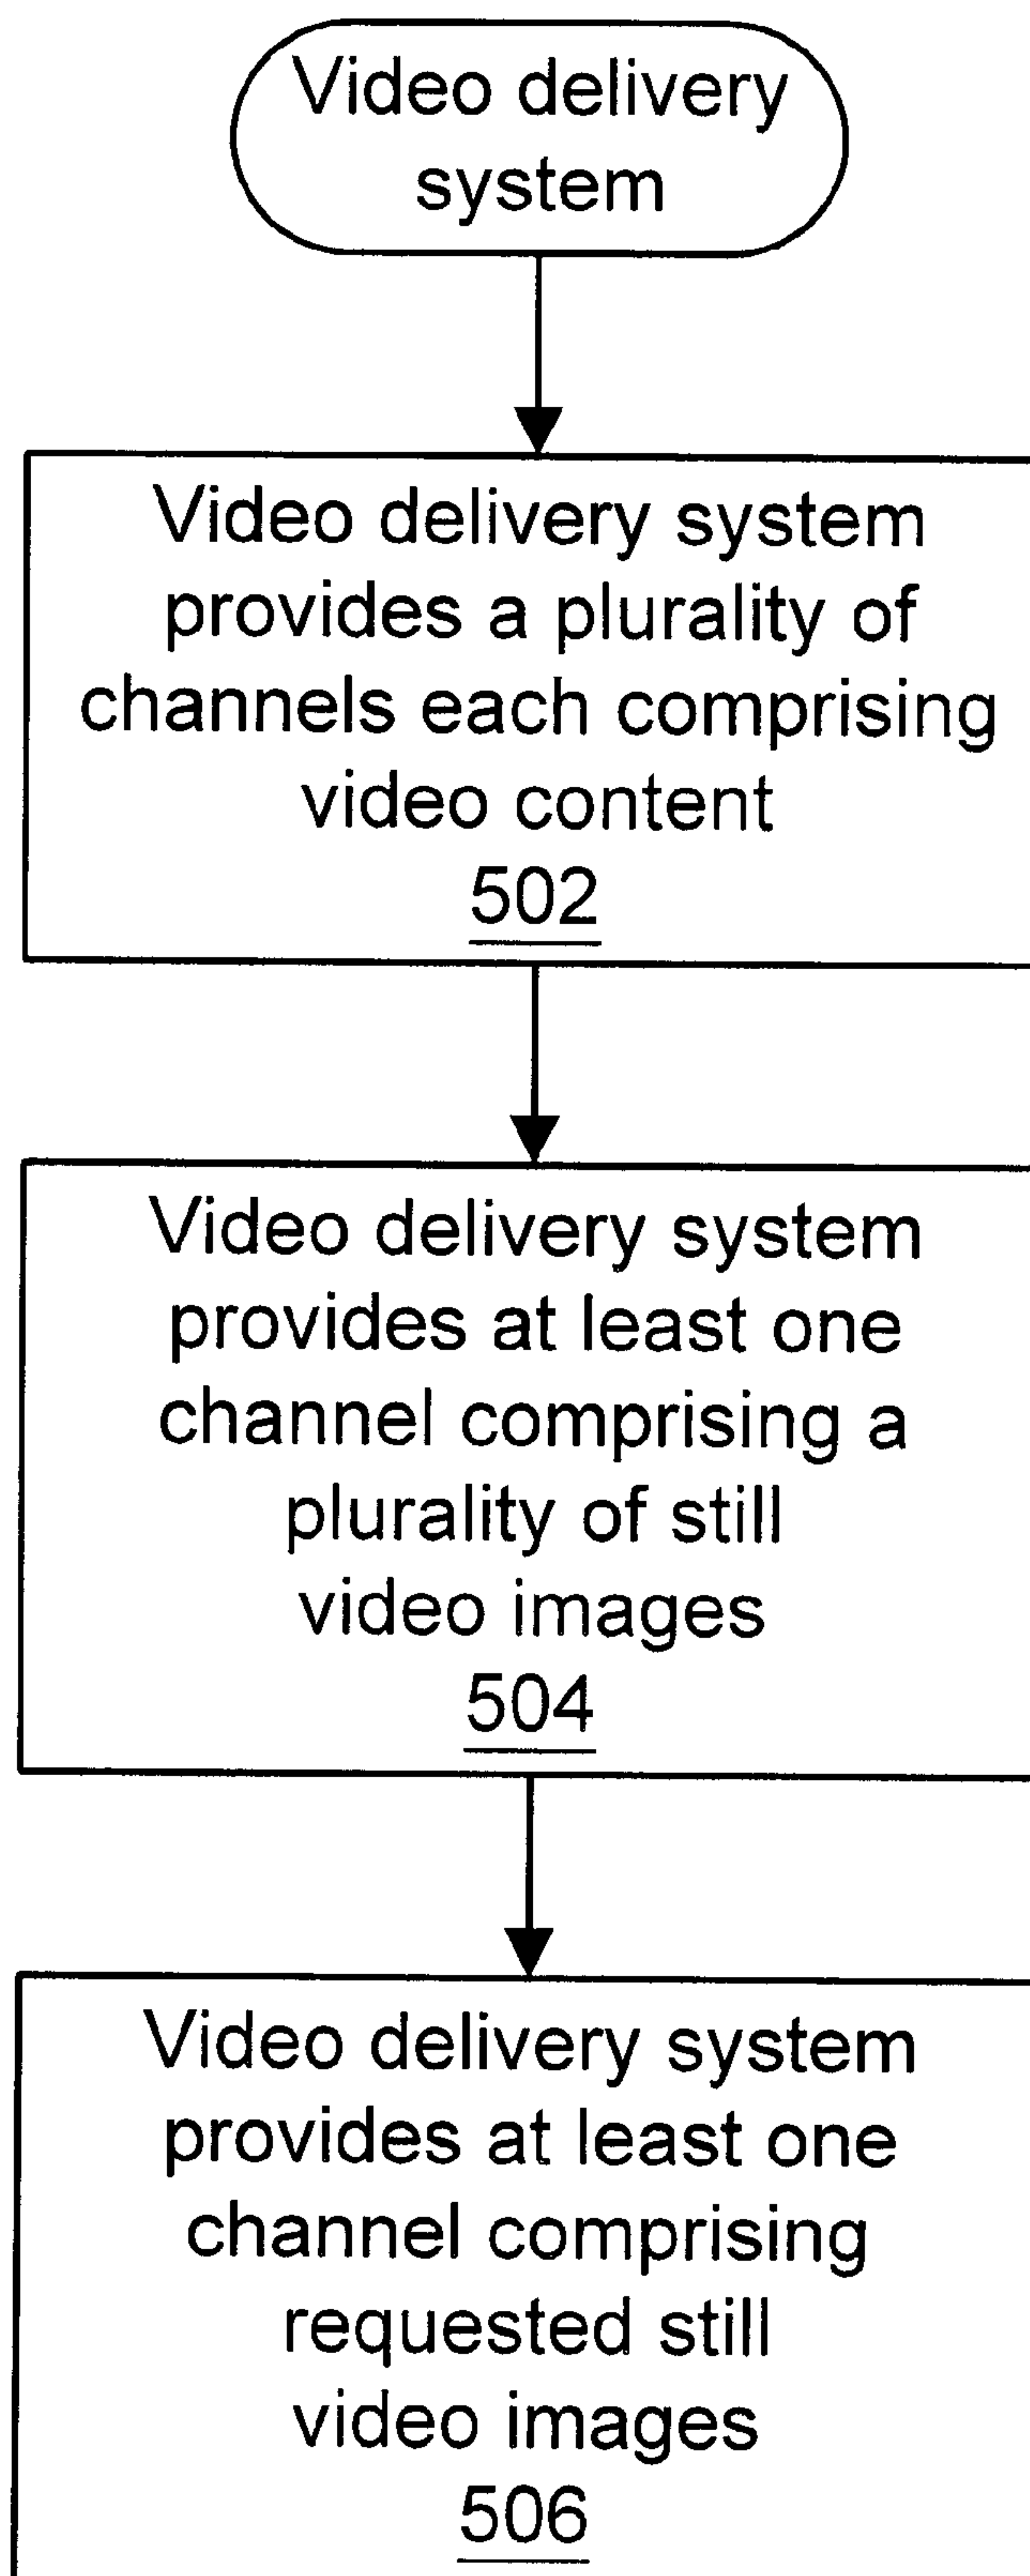 Video delivery
system
Video delivery system
provides a plurality of
channels each comprising
video content
502
Video delivery system
provides at least one
channel comprising a
plurality of still
video images
504
Video delivery system
provides at least one
channel comprising
requested still
video images
506